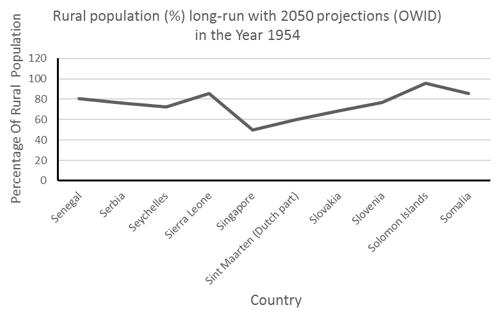 Rural population (%) long-run with 2050 projections (OWID)
in the Year 1954
Percentage Of Rural Population
120
100
80
60
40
20
0
Senegal
Serbia
Seychelles
Sierra Leone
Singapore
Sint Maarten (Dutch part)
Slovakia
Slovenia
Solomon Islands
Somalia
Country